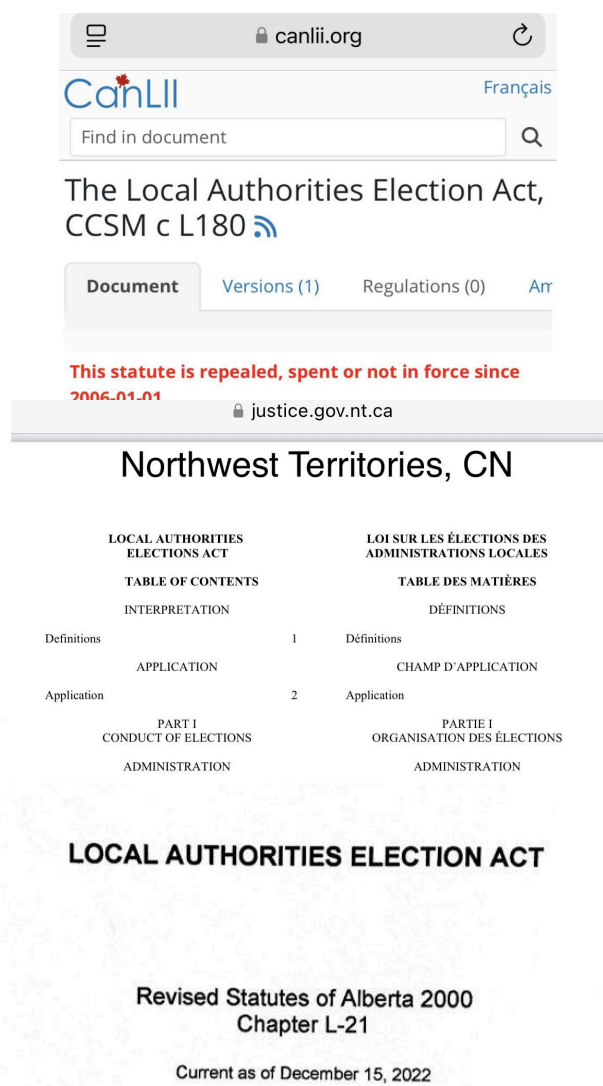 canlii.org
CanLII
Français
Find in document
The Local Authorities Election Act,
CCSM c L180
Document Versions (1) Regulations (0) Am
This statute is repealed, spent or not in force since
2006-01-01
justice.gov.nt.ca
Northwest Territories, CN
LOCAL AUTHORITIES
ELECTIONS ACT
TABLE OF CONTENTS
INTERPRETATION
Definitions 1
APPLICATION
Application 2
PART I
CONDUCT OF ELECTIONS
ADMINISTRATION
LOI SUR LES ÉLECTIONS DES
ADMINISTRATIONS LOCALES
TABLE DES MATIÈRES
DÉFINITIONS
Définitions
CHAMP D'APPLICATION
Application
PARTIE I
ORGANISATION DES ÉLECTIONS
ADMINISTRATION
LOCAL AUTHORITIES ELECTION ACT
Revised Statutes of Alberta 2000
Chapter L-21
Current as of December 15, 2022